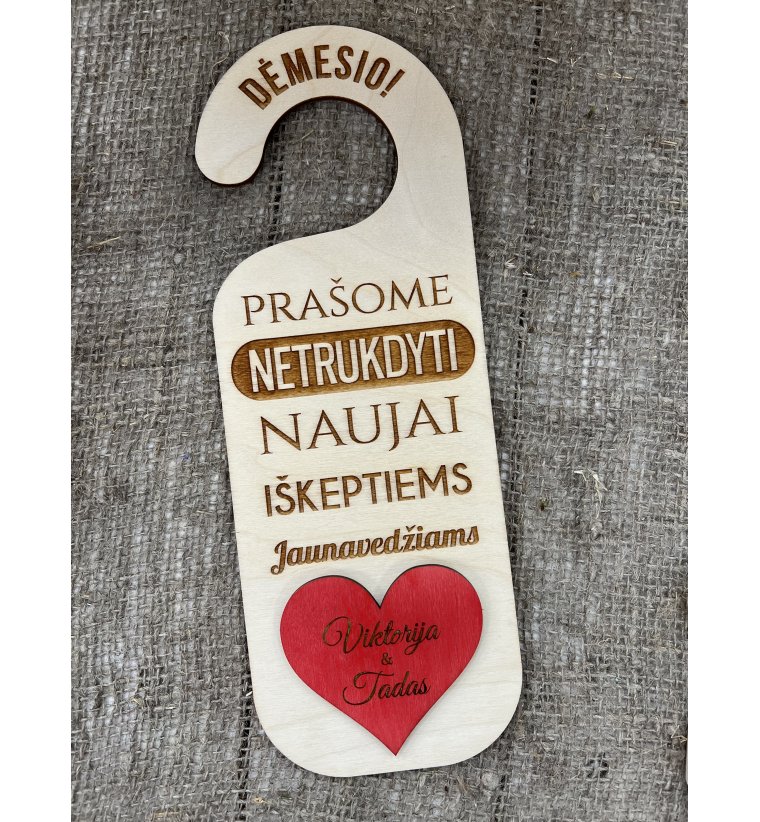 DĖMESIO!
PRAŠOME
NETRUKDYTI
NAUJAI
IŠKEPTIEMS
Jaunavedžiams
Viktorija
&
Tadas